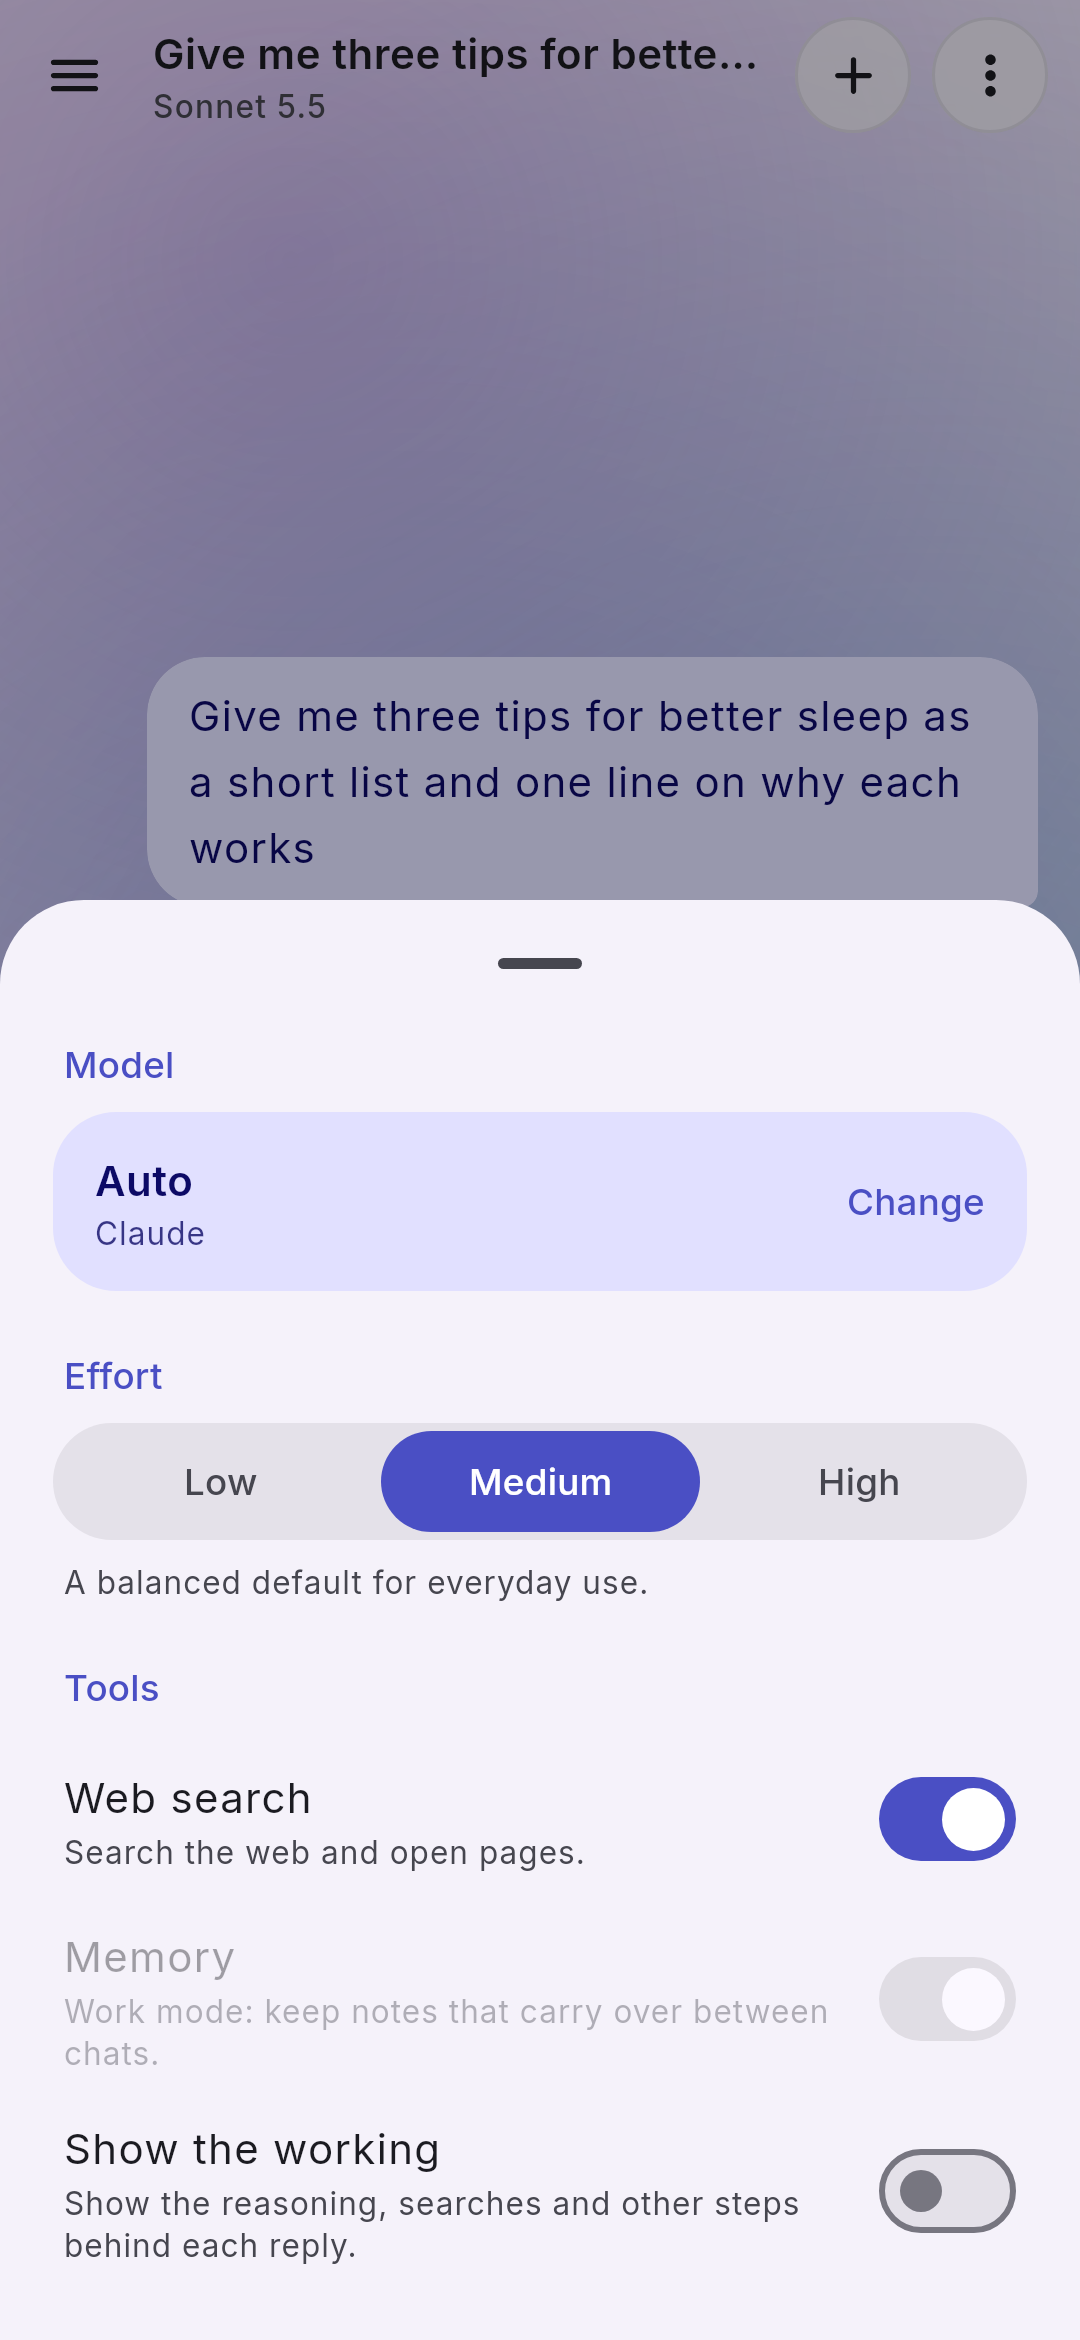 Give me three tips for bette...
Sonnet 5.5
Give me three tips for better sleep as
a short list and one line on why each
works
Model
Auto
Claude
Change
Effort
Low
Medium
High
A balanced default for everyday use.
Tools
Web search
Search the web and open pages.
Memory
Work mode: keep notes that carry over between
chats.
Show the working
Show the reasoning, searches and other steps
behind each reply.